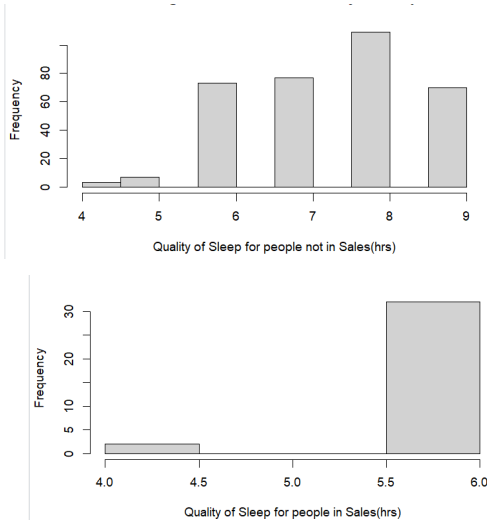 Frequency
80
60
40
20
0
4 5 6 7 8 9
Quality of Sleep for people not in Sales(hrs)
Frequency
30
20
10
5
0
4.0 4.5 5.0 5.5 6.0
Quality of Sleep for people in Sales(hrs)